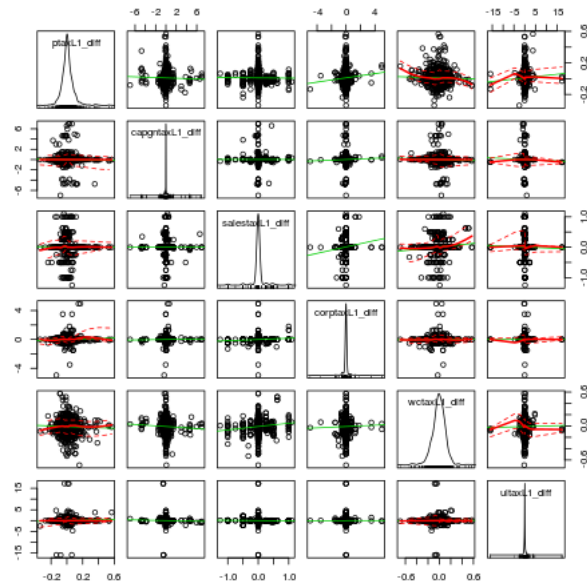 -6 -2 2 6
-1.0 0.0 1.0
-4 0 4
-0.6 0.0 0.6
-15 0 5 15
ptaxL1_diff
-0.2 0.2 0.6
capgntaxL1_diff
-6 -2 2 6
salestaxL1_diff
-1.0 0.0 1.0
corptaxL1_diff
-4 0 4
wctaxL1_diff
-0.6 0.0 0.6
ultaxL1_diff
-15 0 5 15
-0.2 0.2 0.6